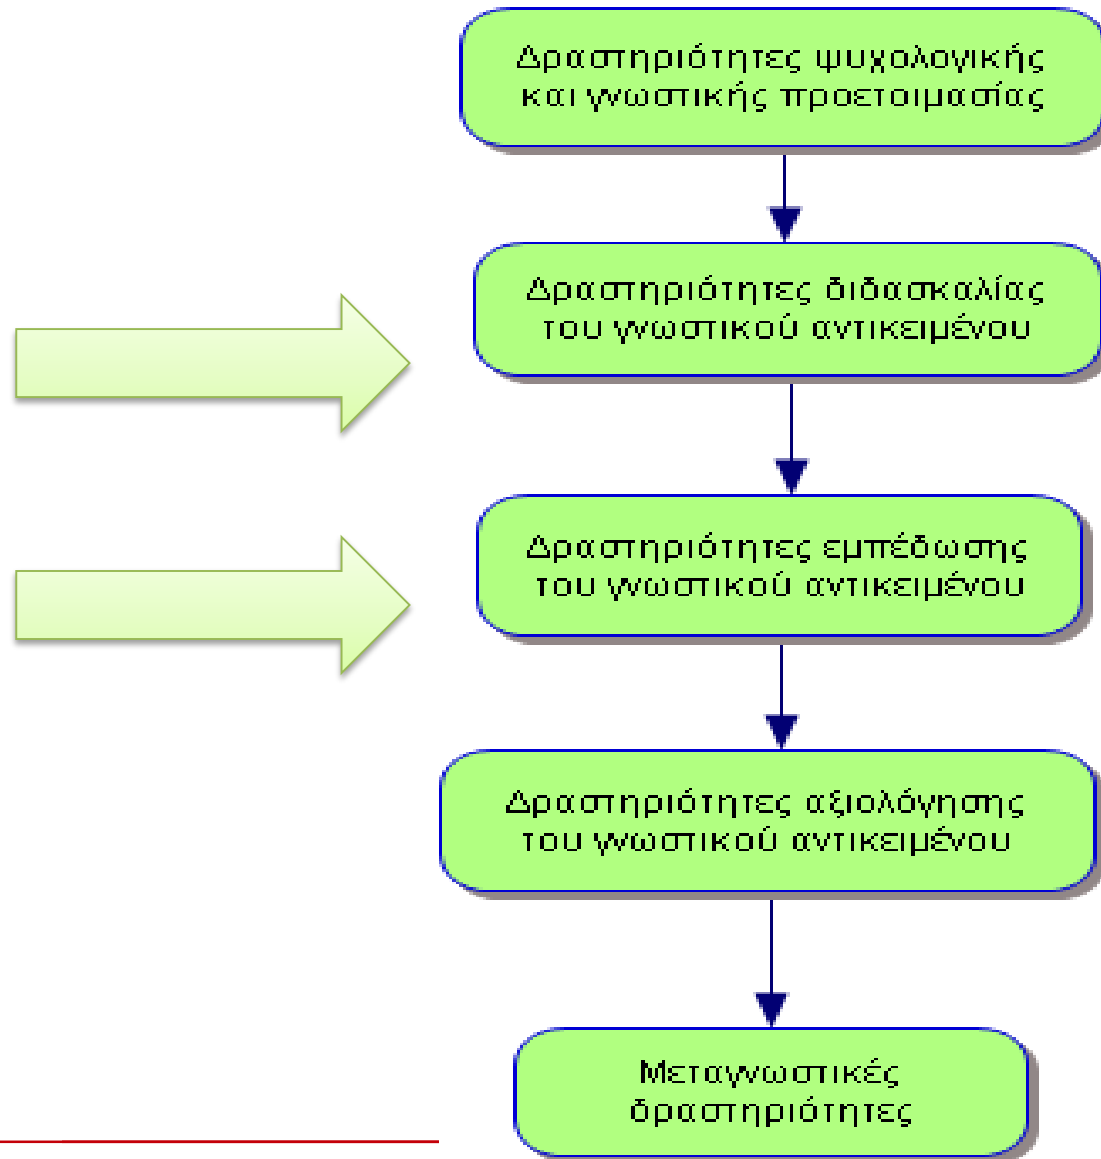 Δραστηριότητες ψυχολογικής
και γνωστικής προετοιμασίας
Δραστηριότητες διδασκαλίας
του γνωστικού αντικειμένου
Δραστηριότητες εμπέδωσης
του γνωστικού αντικειμένου
Δραστηριότητες αξιολόγησης
του γνωστικού αντικειμένου
Μεταγνωστικές
δραστηριότητες